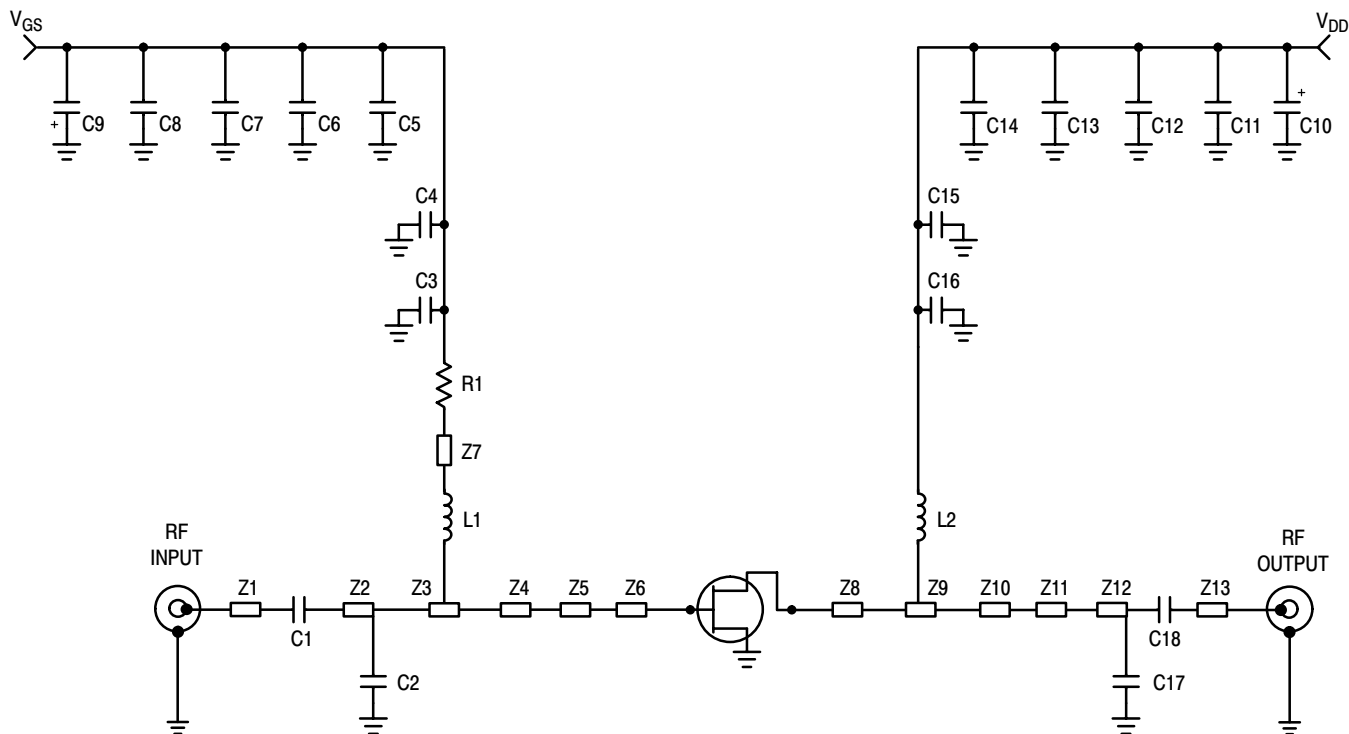 VGS
VDD
+ C9 C8 C7 C6 C5
C14 C13 C12 C11 + C10
C4
C15
C3
C16
R1
Z7
L1
L2
RF
INPUT
RF
OUTPUT
Z1 Z2 Z3 Z4 Z5 Z6 Z8 Z9 Z10 Z11 Z12 Z13
C1
C18
C2
C17